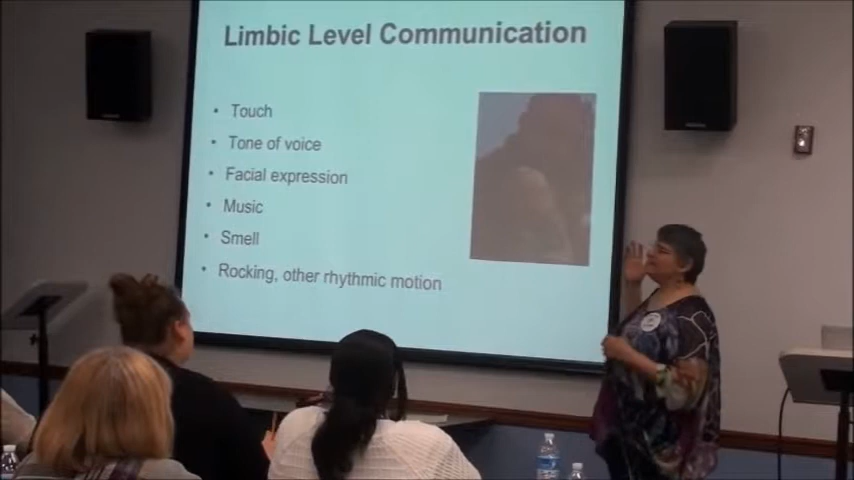 Limbic Level Communication
• Touch
• Tone of voice
• Facial expression
• Music
• Smell
• Rocking, other rhythmic motion